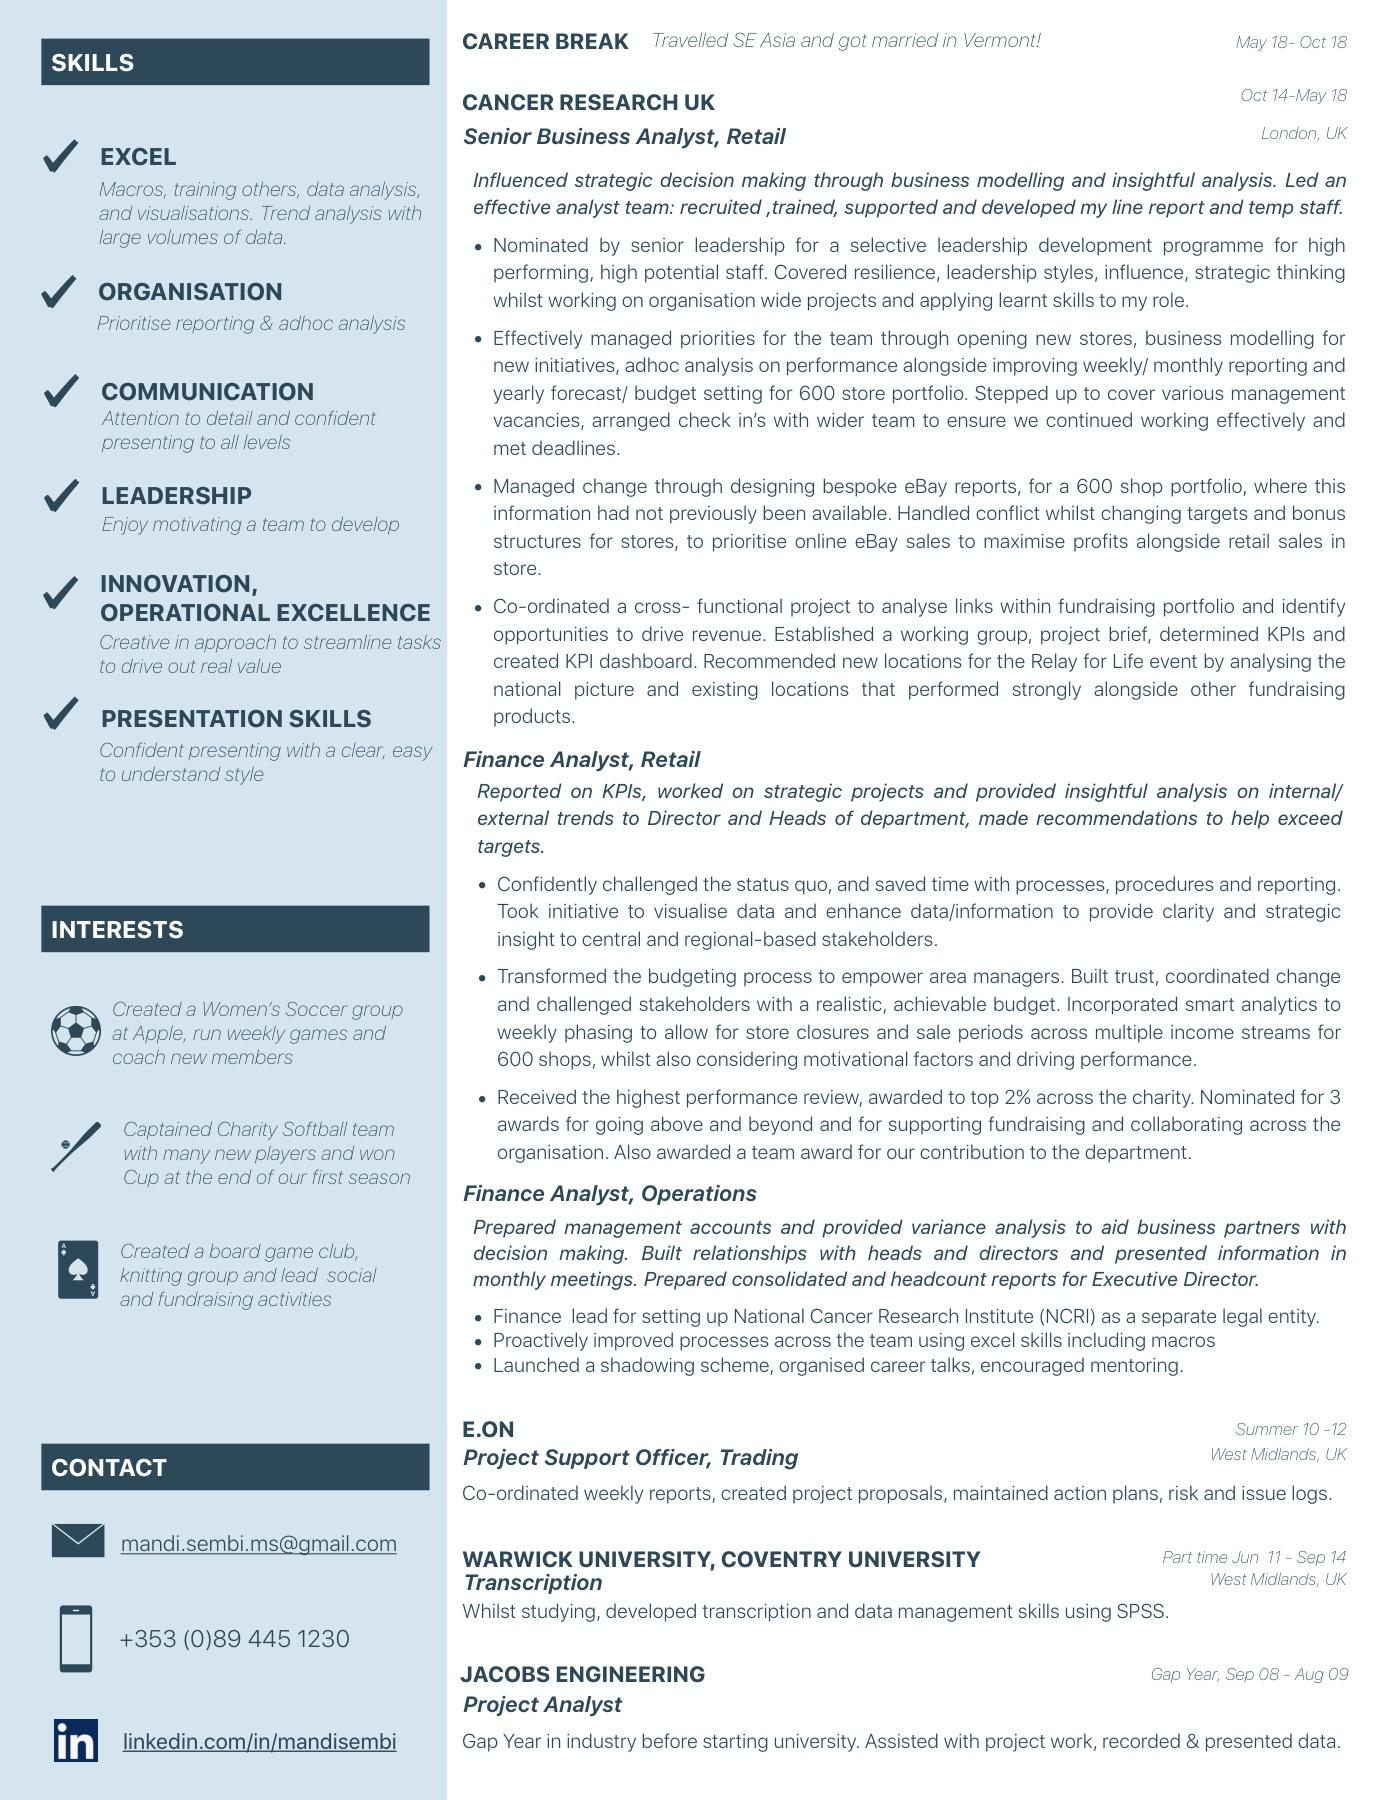 SKILLS
EXCEL
Macros, training others, data analysis,
and visualisations. Trend analysis with
large volumes of data.
ORGANISATION
Prioritise reporting & adhoc analysis
COMMUNICATION
Attention to detail and confident
presenting to all levels
LEADERSHIP
Enjoy motivating a team to develop
INNOVATION,
OPERATIONAL EXCELLENCE
Creative in approach to streamline tasks
to drive out real value
PRESENTATION SKILLS
Confident presenting with a clear, easy
to understand style
INTERESTS
Created a Women's Soccer group
at Apple, run weekly games and
coach new members
Captained Charity Softball team
with many new players and won
Cup at the end of our first season
A
A
Created a board game club,
knitting group and lead  social
and fundraising activities
CONTACT
mandi.sembi.ms@gmail.com
+353 (0)89 445 1230
in linkedin.com/in/mandisembi
CAREER BREAK Travelled SE Asia and got married in Vermont! May 18- Oct 18
CANCER RESEARCH UK Oct 14-May 18
Senior Business Analyst, Retail London, UK
Influenced strategic decision making through business modelling and insightful analysis. Led an
effective analyst team: recruited ,trained, supported and developed my line report and temp staff.
• Nominated by senior leadership for a selective leadership development programme for high
performing, high potential staff. Covered resilience, leadership styles, influence, strategic thinking
whilst working on organisation wide projects and applying learnt skills to my role.
• Effectively managed priorities for the team through opening new stores, business modelling for
new initiatives, adhoc analysis on performance alongside improving weekly/ monthly reporting and
yearly forecast/ budget setting for 600 store portfolio. Stepped up to cover various management
vacancies, arranged check in’s with wider team to ensure we continued working effectively and
met deadlines.
• Managed change through designing bespoke eBay reports, for a 600 shop portfolio, where this
information had not previously been available. Handled conflict whilst changing targets and bonus
structures for stores, to prioritise online eBay sales to maximise profits alongside retail sales in
store.
• Co-ordinated a cross- functional project to analyse links within fundraising portfolio and identify
opportunities to drive revenue. Established a working group, project brief, determined KPIs and
created KPI dashboard. Recommended new locations for the Relay for Life event by analysing the
national picture and existing locations that performed strongly alongside other fundraising
products.
Finance Analyst, Retail
Reported on KPIs, worked on strategic projects and provided insightful analysis on internal/
external trends to Director and Heads of department, made recommendations to help exceed
targets.
• Confidently challenged the status quo, and saved time with processes, procedures and reporting.
Took initiative to visualise data and enhance data/information to provide clarity and strategic
insight to central and regional-based stakeholders.
• Transformed the budgeting process to empower area managers. Built trust, coordinated change
and challenged stakeholders with a realistic, achievable budget. Incorporated smart analytics to
weekly phasing to allow for store closures and sale periods across multiple income streams for
600 shops, whilst also considering motivational factors and driving performance.
• Received the highest performance review, awarded to top 2% across the charity. Nominated for 3
awards for going above and beyond and for supporting fundraising and collaborating across the
organisation. Also awarded a team award for our contribution to the department.
Finance Analyst, Operations
Prepared management accounts and provided variance analysis to aid business partners with
decision making. Built relationships with heads and directors and presented information in
monthly meetings. Prepared consolidated and headcount reports for Executive Director.
• Finance  lead for setting up National Cancer Research Institute (NCRI) as a separate legal entity.
• Proactively improved processes across the team using excel skills including macros
• Launched a shadowing scheme, organised career talks, encouraged mentoring.
E.ON Summer 10 -12
Project Support Officer, Trading West Midlands, UK
Co-ordinated weekly reports, created project proposals, maintained action plans, risk and issue logs.
WARWICK UNIVERSITY, COVENTRY UNIVERSITY Part time Jun  11 - Sep 14
Transcription West Midlands, UK
Whilst studying, developed transcription and data management skills using SPSS.
JACOBS ENGINEERING Gap Year, Sep 08 - Aug 09
Project Analyst
Gap Year in industry before starting university. Assisted with project work, recorded & presented data.